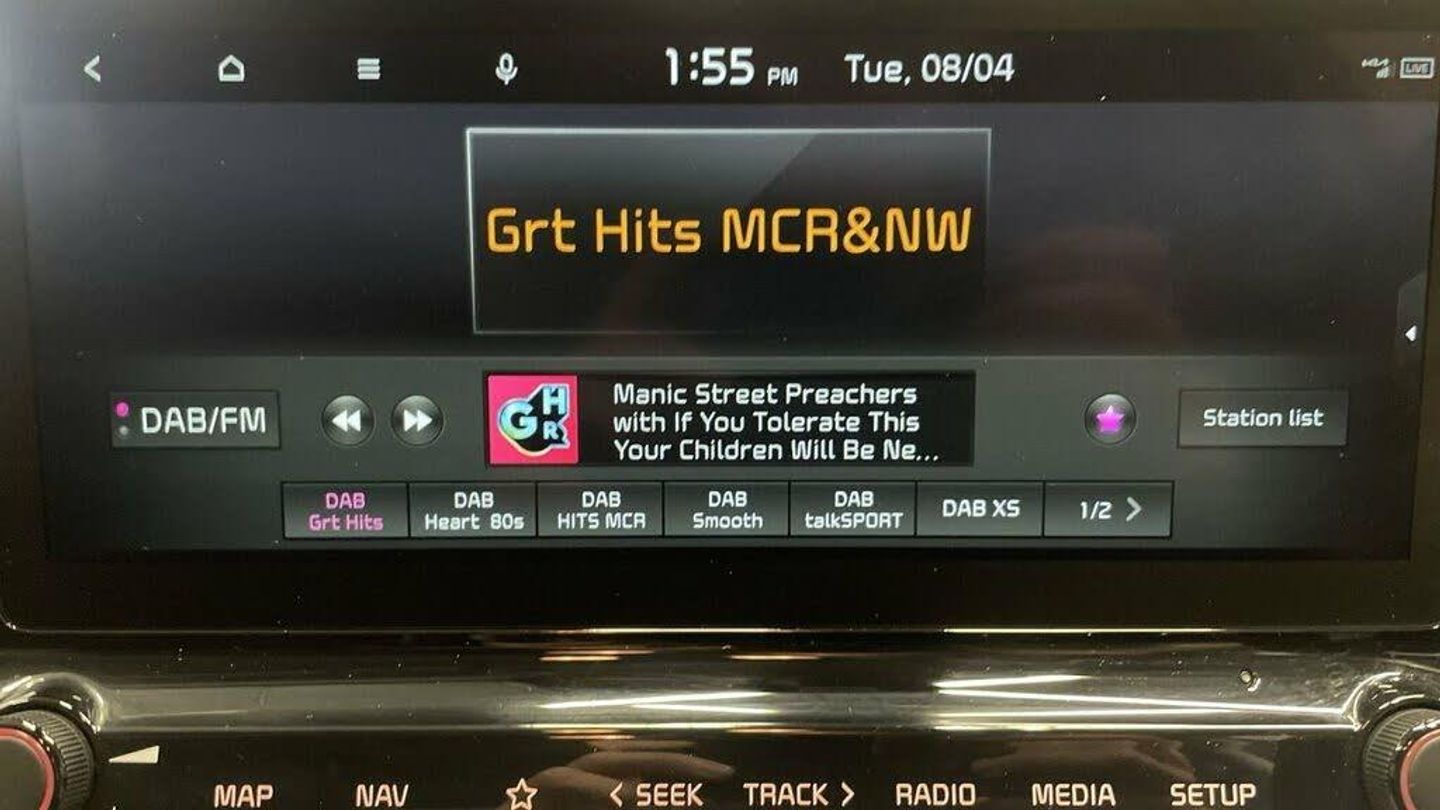 1:55 PM Tue, 08/04
LIVE
Grt Hits MCR&NW
DAB/FM
GHR
Manic Street Preachers
with If You Tolerate This
Your Children Will Be Ne...
Station list
DAB
Grt Hits
DAB
Heart 80s
DAB
HITS MCR
DAB
Smooth
DAB
talkSPORT
DAB XS
1/2 >
MAP NAV < SEEK TRACK > RADIO MEDIA SETUP